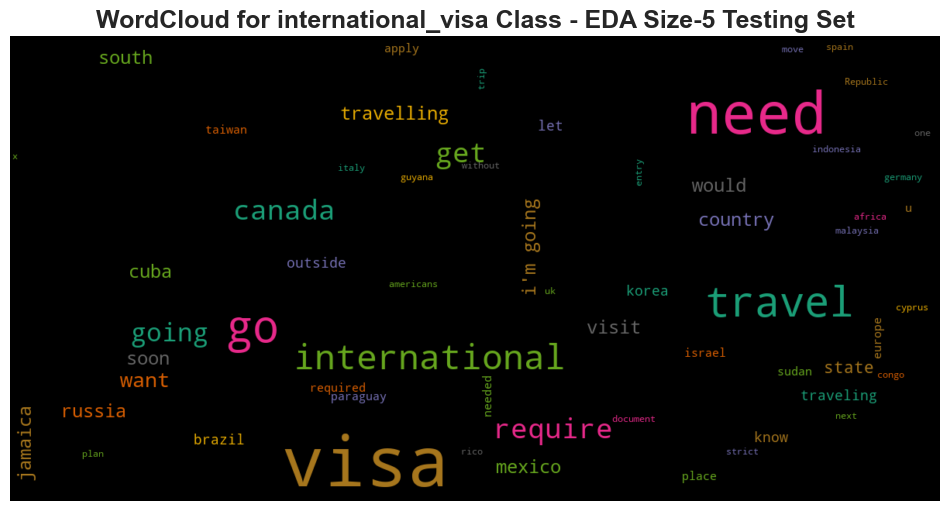 WordCloud for international_visa Class - EDA Size-5 Testing Set
south
apply
move
spain
trip
Republic
need
travelling
taiwan
let
one
get
indonesia
x
without
italy
guyana
entry
germany
would
canada
country
u
africa
malaysia
i'm going
outside
cuba
americans
uk
korea
travel
cyprus
go
going
visit
europe
international
soon
israel
want
required
paraguay
needed
sudan
state
congo
traveling
russia
jamaica
require
document
next
brazil
know
plan
visa
rico
strict
mexico
place